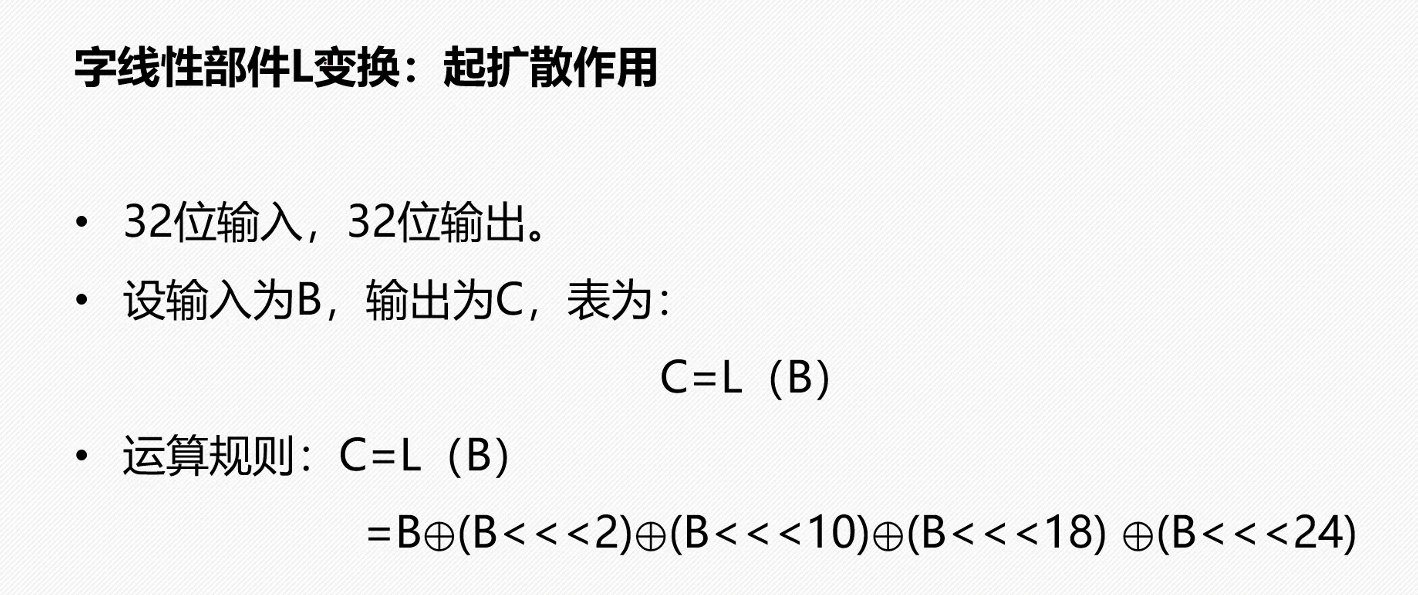 字线性部件L变换：起扩散作用
• 32位输入，32位输出。
• 设输入为B，输出为C，表为：
C=L（B）
• 运算规则：C=L（B）
=B⊕(B<<<2)⊕(B<<<10)⊕(B<<<18) ⊕(B<<<24)